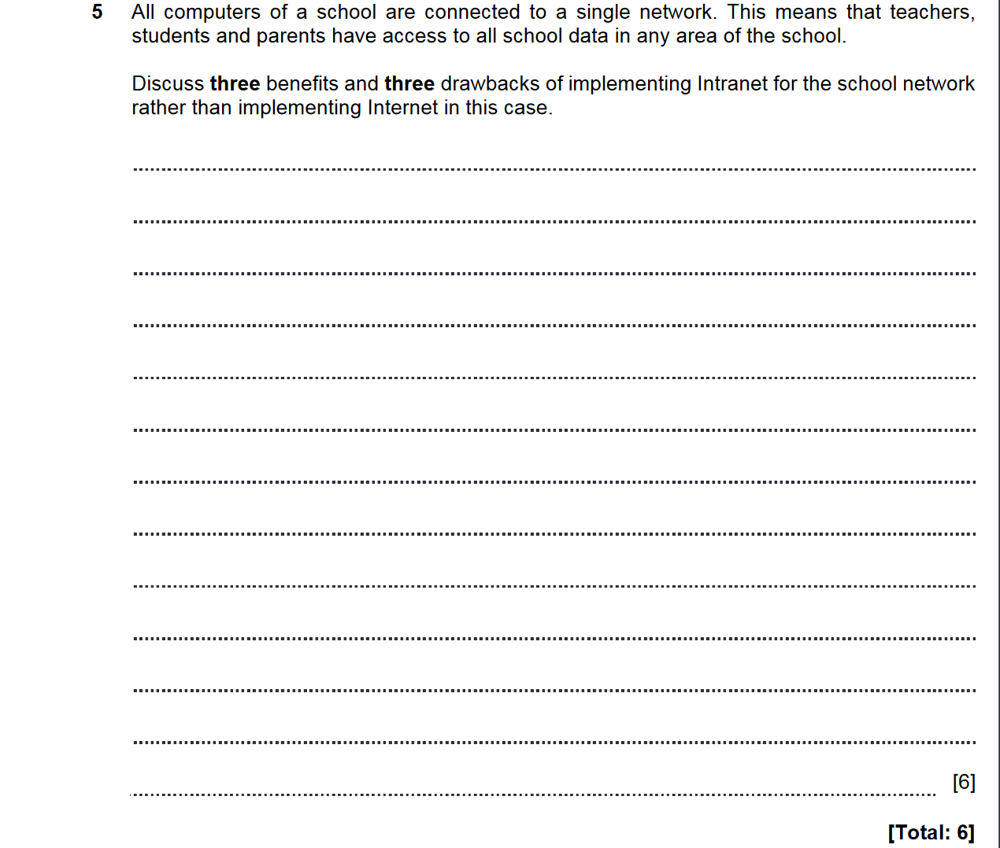 5 All computers of a school are connected to a single network. This means that teachers,
students and parents have access to all school data in any area of the school.
Discuss three benefits and three drawbacks of implementing Intranet for the school network
rather than implementing Internet in this case.
[6]
[Total: 6]